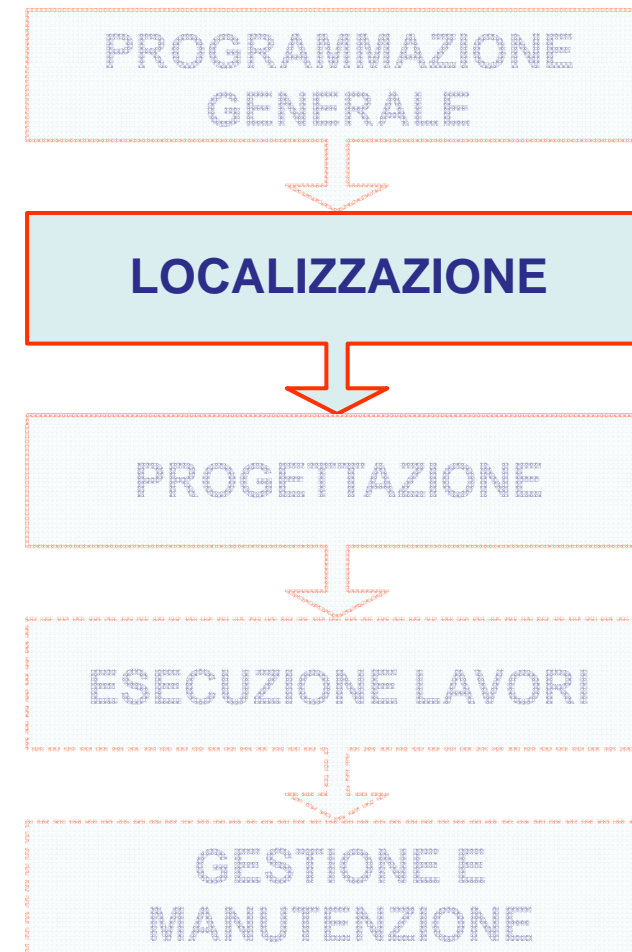 PROGRAMMAZIONE
GENERALE
LOCALIZZAZIONE
PROGETTAZIONE
ESECUZIONE LAVORI
GESTIONE E
MANUTENZIONE